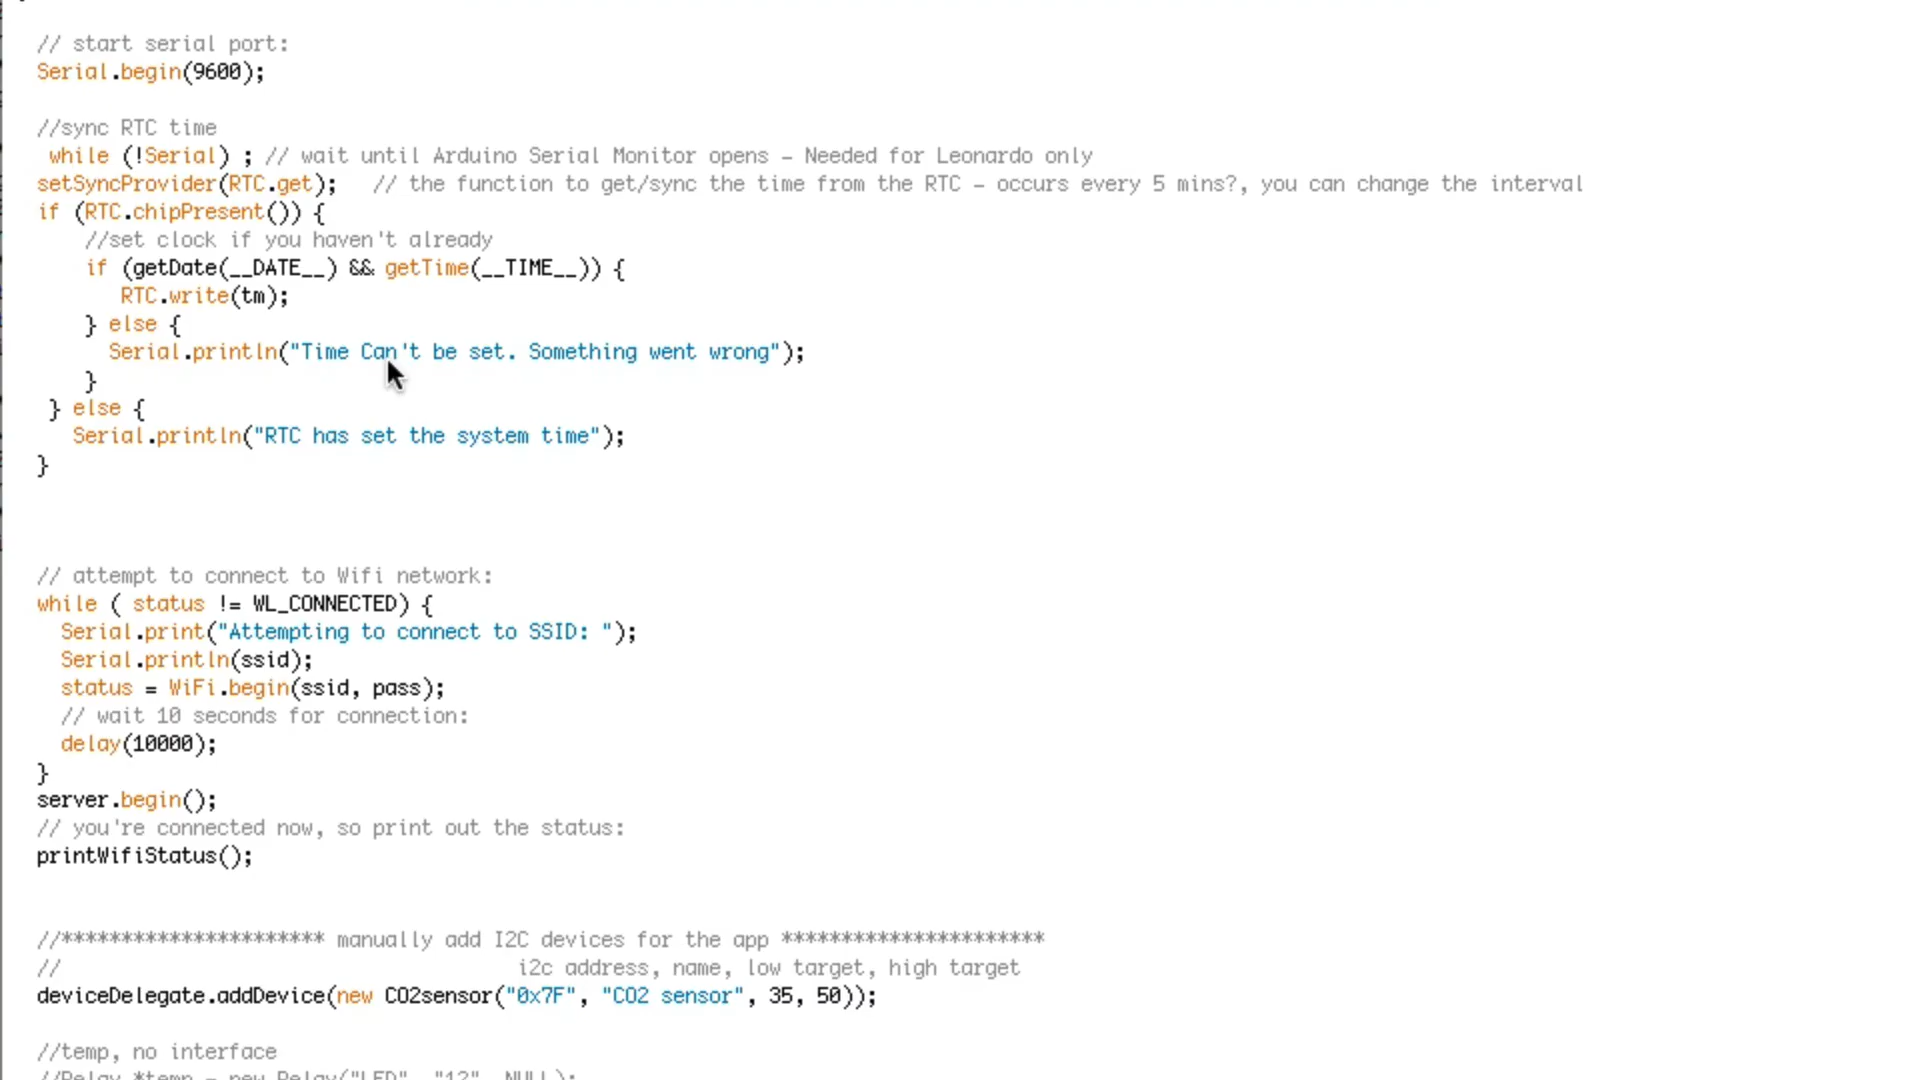 // start serial port:
Serial.begin(9600);
//sync RTC time
while (!Serial) ; // wait until Arduino Serial Monitor opens - Needed for Leonardo only
setSyncProvider(RTC.get);   // the function to get/sync the time from the RTC - occurs every 5 mins?, you can change the interval
if (RTC.chipPresent()) {
//set clock if you haven't already
if (getDate(__DATE__) && getTime(__TIME__)) {
RTC.write(tm);
} else {
Serial.println("Time Can't be set. Something went wrong");
}
} else {
Serial.println("RTC has set the system time");
}
// attempt to connect to Wifi network:
while ( status != WL_CONNECTED) {
Serial.print("Attempting to connect to SSID: ");
Serial.println(ssid);
status = WiFi.begin(ssid, pass);
// wait 10 seconds for connection:
delay(10000);
}
server.begin();
// you're connected now, so print out the status:
printWifiStatus();
//********************** manually add I2C devices for the app **********************
//                                      i2c address, name, low target, high target
deviceDelegate.addDevice(new CO2sensor("0x7F", "CO2 sensor", 35, 50));
//temp, no interface
//Relay *temp = new Relay("LED", "12", NULL);